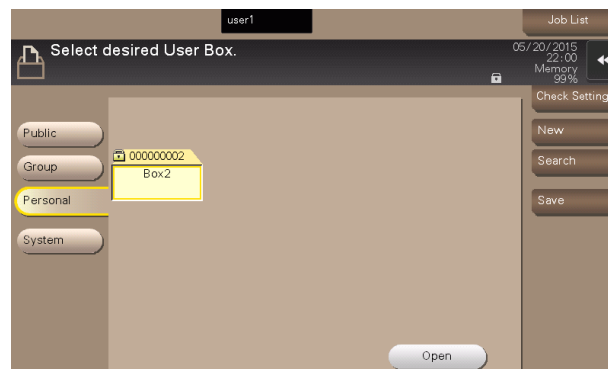 user1
Job List
Select desired User Box.
05/20/2015
22:00
Memory
99%
Check Setting
Public
New
000000002
Box2
Group
Search
Personal
Save
System
Open